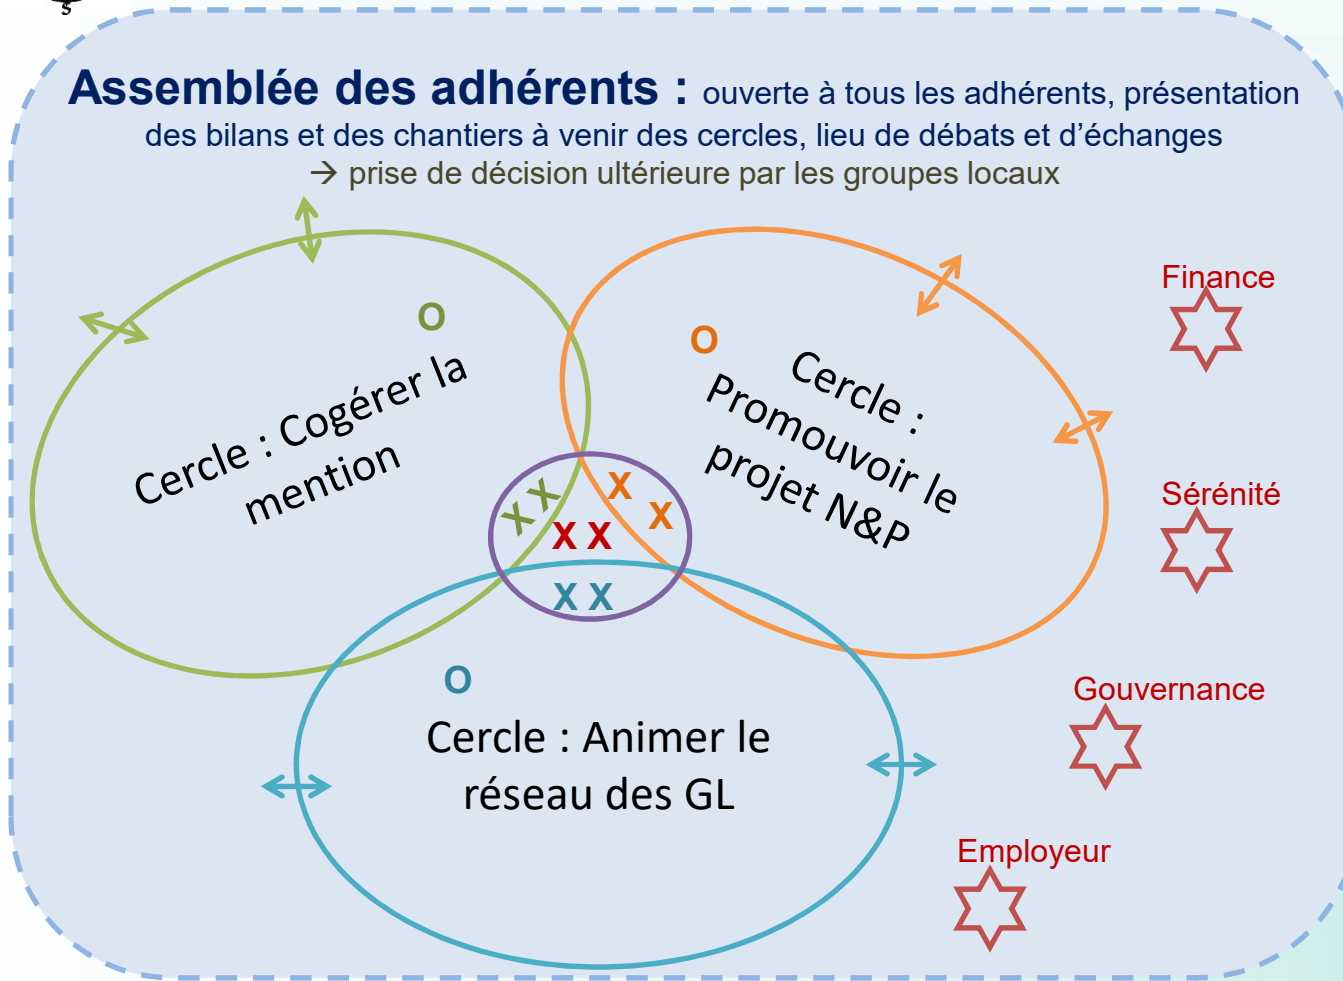 s
Assemblée des adhérents : ouverte à tous les adhérents, présentation
des bilans et des chantiers à venir des cercles, lieu de débats et d’échanges
→ prise de décision ultérieure par les groupes locaux
Finance
O
O
Cercle : Cogérer la
mention
Cercle :
Promouvoir le
projet N&P
X X
X
X
X X
X X
Sérénité
O
Cercle : Animer le
réseau des GL
Gouvernance
Employeur